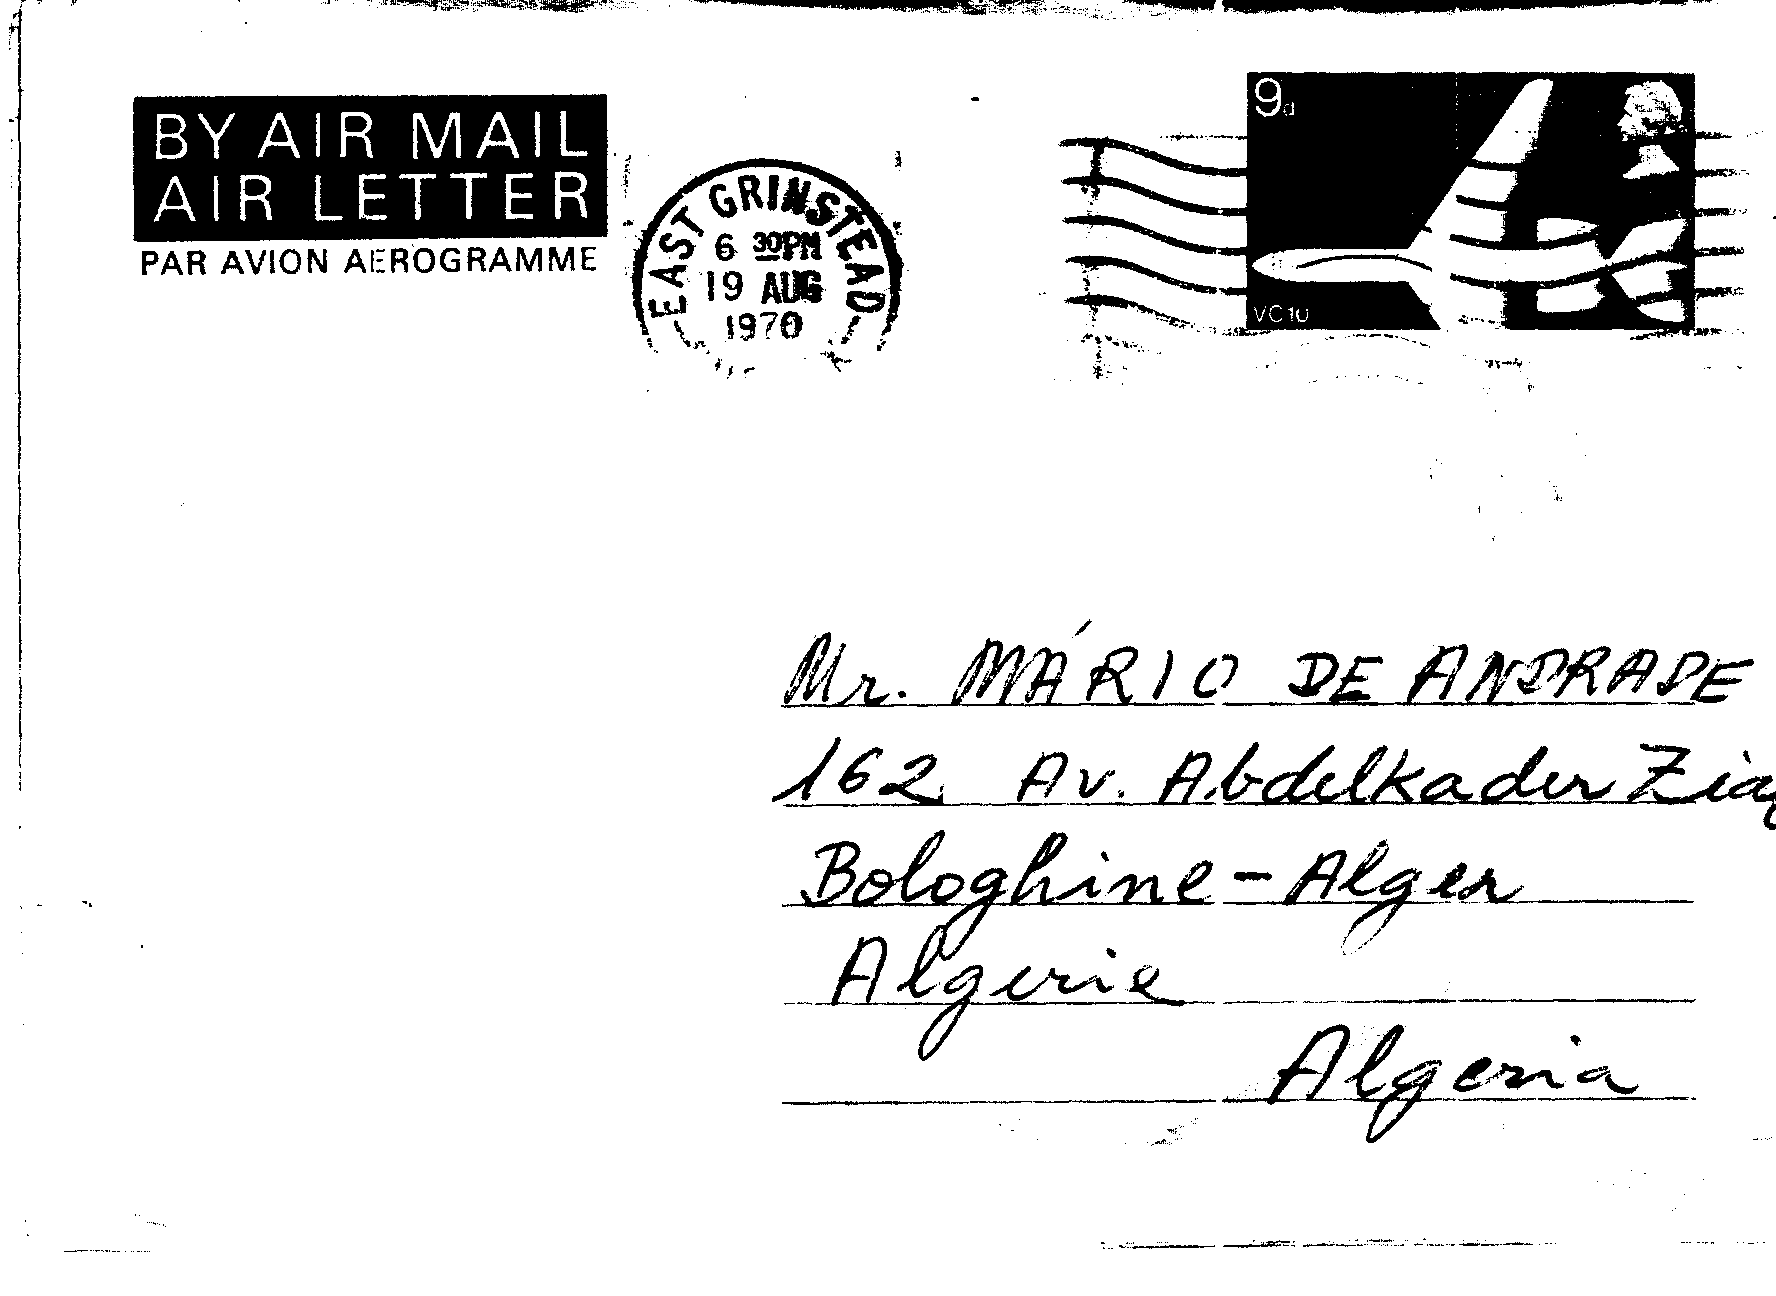 BY AIR MAIL
AIR LETTER
PAR AVION AEROGRAMME
EAST GRINSTEAD
6 30PM
19 AUG
1970
9d
VC10
Mr. MÁRIO DE ANDRADE
162 Av. Abdelkader
Bologhine - Alger
Algerie
Algeria